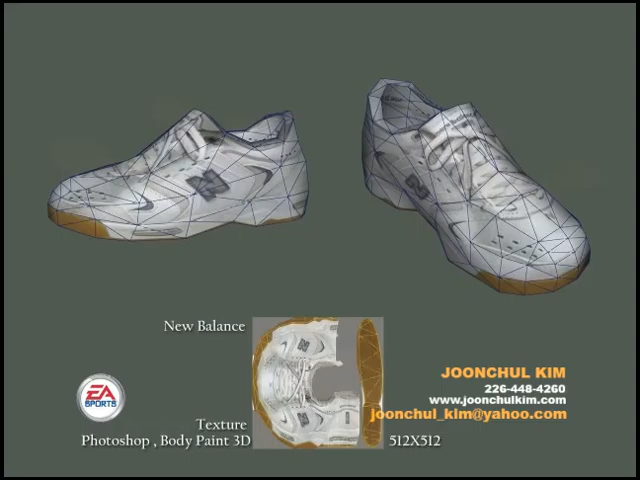 New Balance
EA
SPORTS
Texture
Photoshop , Body Paint 3D
512X512
JOONCHUL KIM
226-448-4260
www.joonchulkim.com
joonchul_kim@yahoo.com